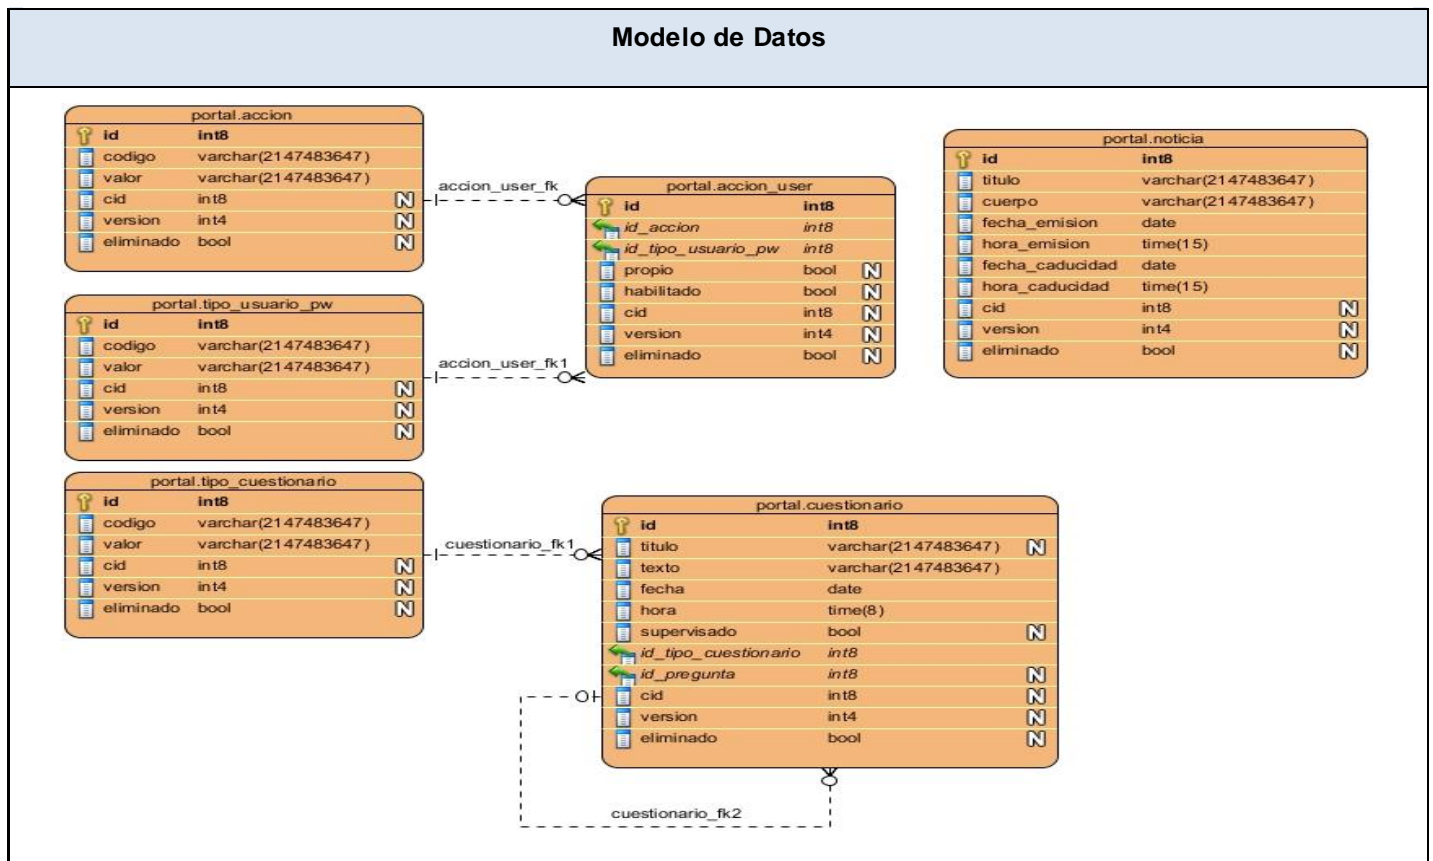 Modelo de Datos
portal.accion
id int8
codigo varchar(2147483647)
valor varchar(2147483647)
cid int8 N
version int4 N
eliminado bool N
accion_user_fk
portal.accion_user
id int8
id_accion int8
id_tipo_usuario_pw int8
propio bool N
habilitado bool N
cid int8 N
version int4 N
eliminado bool N
portal.noticia
id int8
titulo varchar(2147483647)
cuerpo varchar(2147483647)
fecha_emision date
hora_emision time(15)
fecha_caducidad date
hora_caducidad time(15)
cid int8 N
version int4 N
eliminado bool N
portal.tipo_usuario_pw
id int8
codigo varchar(2147483647)
valor varchar(2147483647)
cid int8 N
version int4 N
eliminado bool N
accion_user_fk1
portal.tipo_cuestionario
id int8
codigo varchar(2147483647)
valor varchar(2147483647)
cid int8 N
version int4 N
eliminado bool N
cuestionario_fk1
portal.cuestionario
id int8
titulo varchar(2147483647) N
texto varchar(2147483647)
fecha date
hora time(8)
supervisado bool N
id_tipo_cuestionario int8
id_pregunta int8 N
cid int8 N
version int4 N
eliminado bool N
cuestionario_fk2